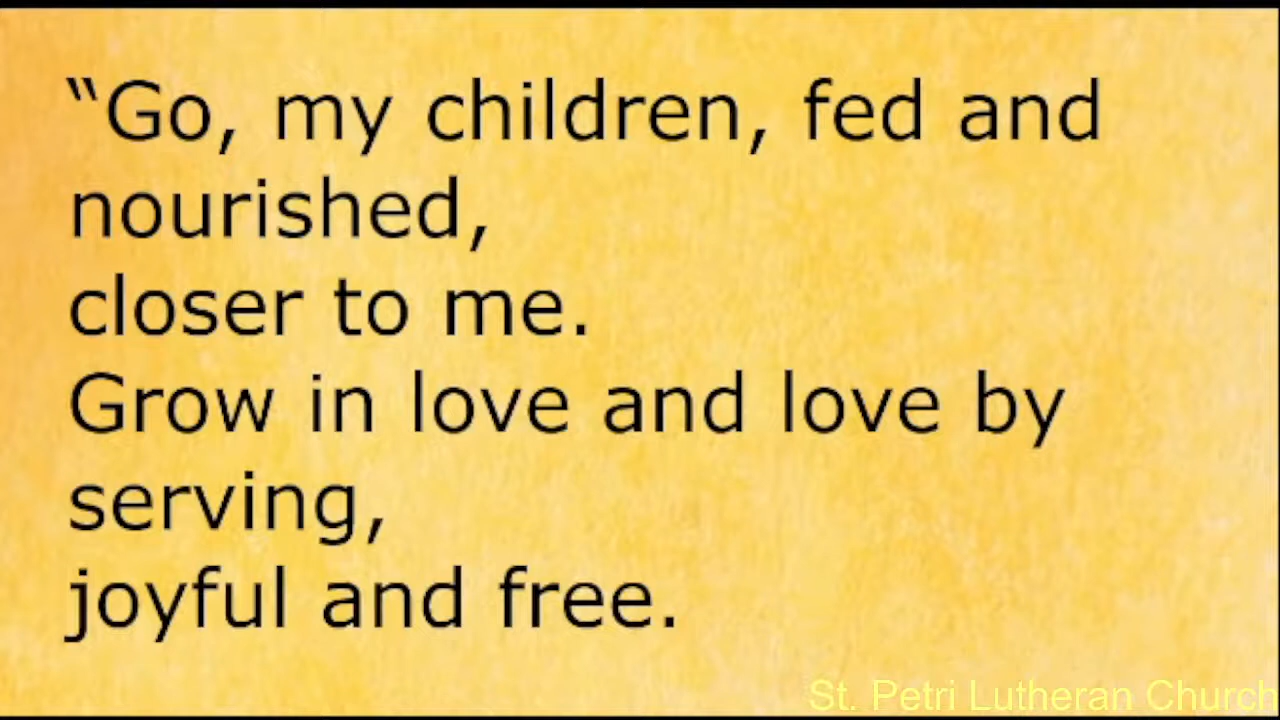 “Go, my children, fed and
nourished,
closer to me.
Grow in love and love by
serving,
joyful and free.
St. Petri Lutheran Church